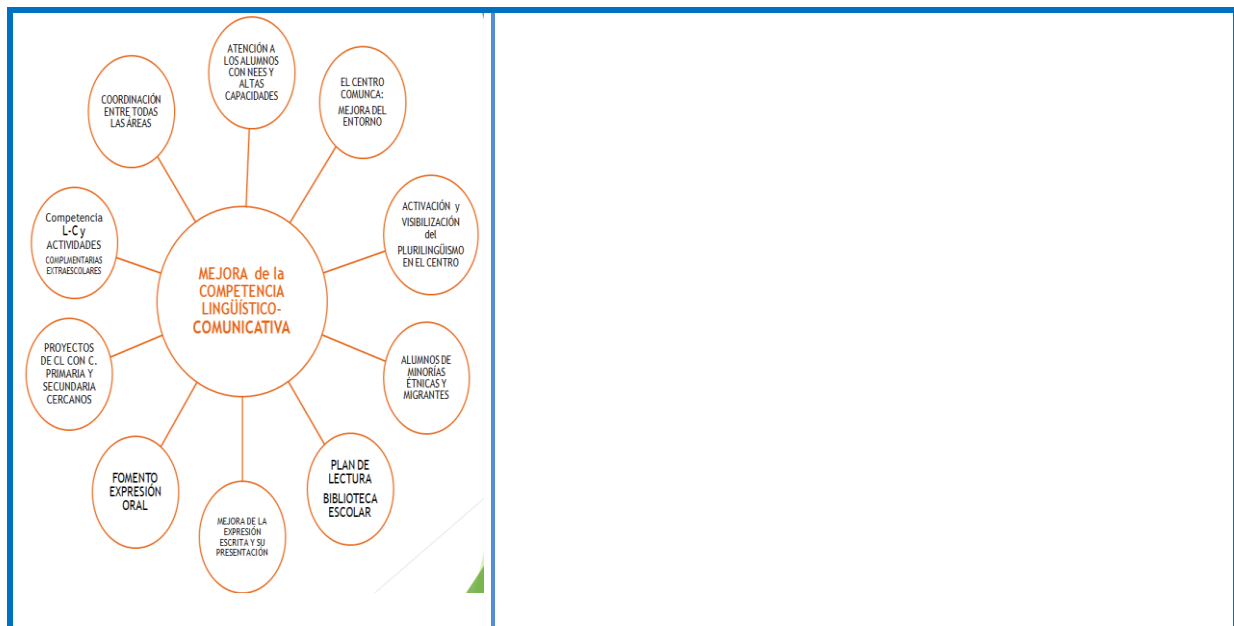 ATENCIÓN A
LOS ALUMNOS
CON NEES Y
ALTAS
CAPACIDADES
EL CENTRO
COMUNCA:
MEJORA DEL
ENTORNO
ACTIVACIÓN y
VISIBILIZACIÓN
del
PLURILINGÜISMO
EN EL CENTRO
ALUMNOS DE
MINORÍAS
ÉTNICAS Y
MIGRANTES
PLAN DE
LECTURA
BIBLIOTECA
ESCOLAR
MEJORA DE LA
EXPRESIÓN
ESCRITA Y SU
PRESENTACIÓN
FOMENTO
EXPRESIÓN
ORAL
PROYECTOS
DE CL CON C.
PRIMARIA Y
SECUNDARIA
CERCANOS
Competencia
L-C y
ACTIVIDADES
COMPLMENTARIAS
EXTRAESCOLARES
COORDINACIÓN
ENTRE TODAS
LAS ÁREAS
MEJORA de la
COMPETENCIA
LINGÜÍSTICO-
COMUNICATIVA